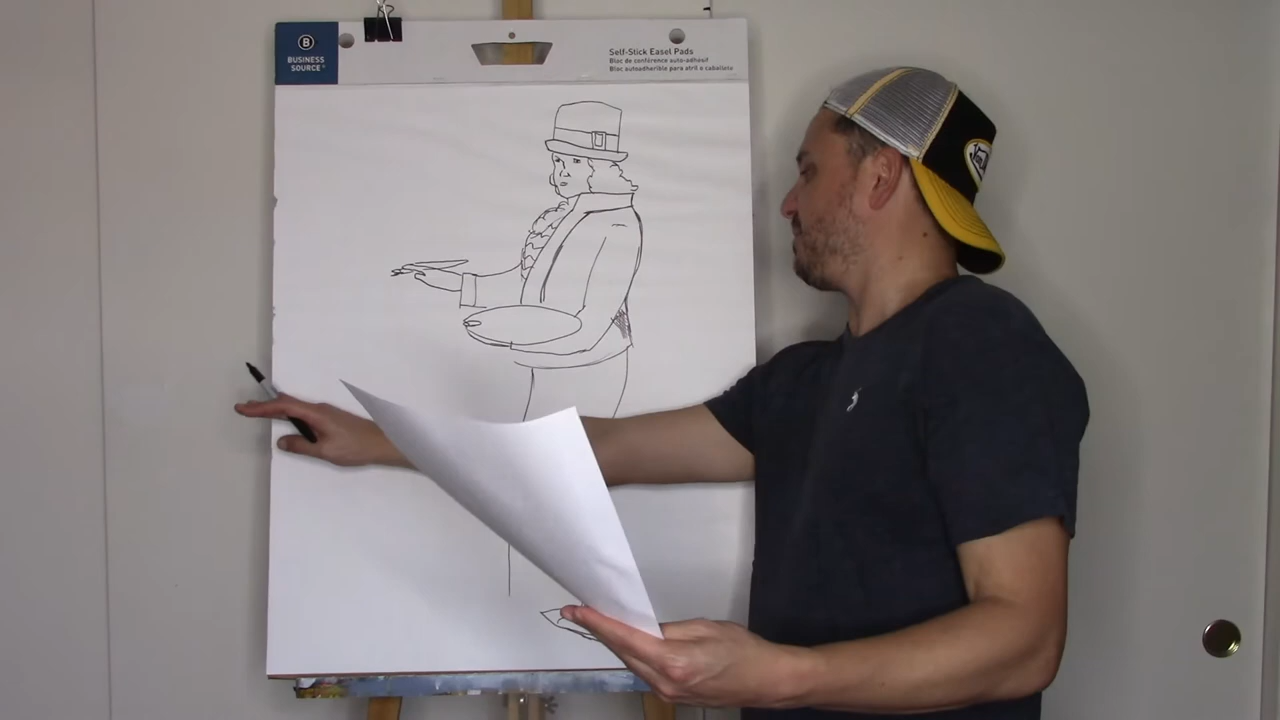 B
BUSINESS
SOURCE®
Self-Stick Easel Pads
Bloc de conférence auto-adhésif
Bloc autoadherible para atril o caballete